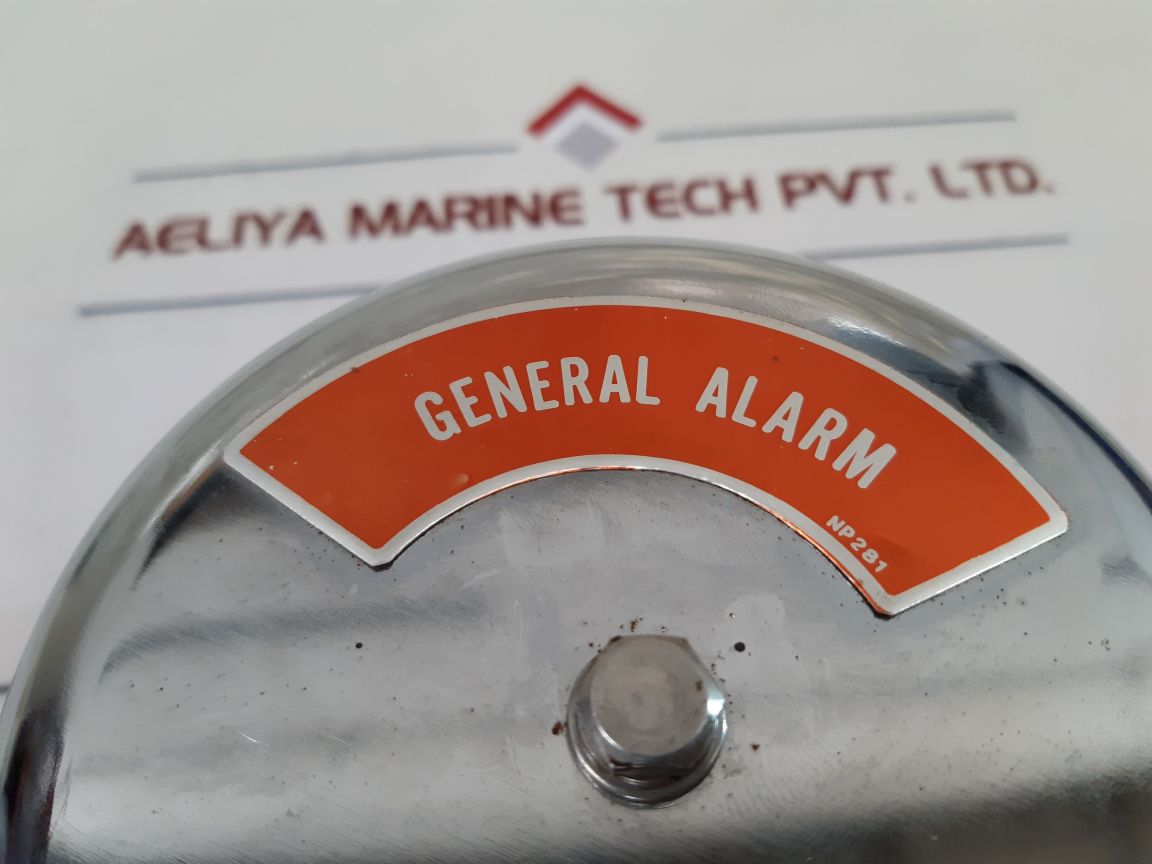 AELIYA MARINE TECH PVT. LTD.
GENERAL ALARM
NP281